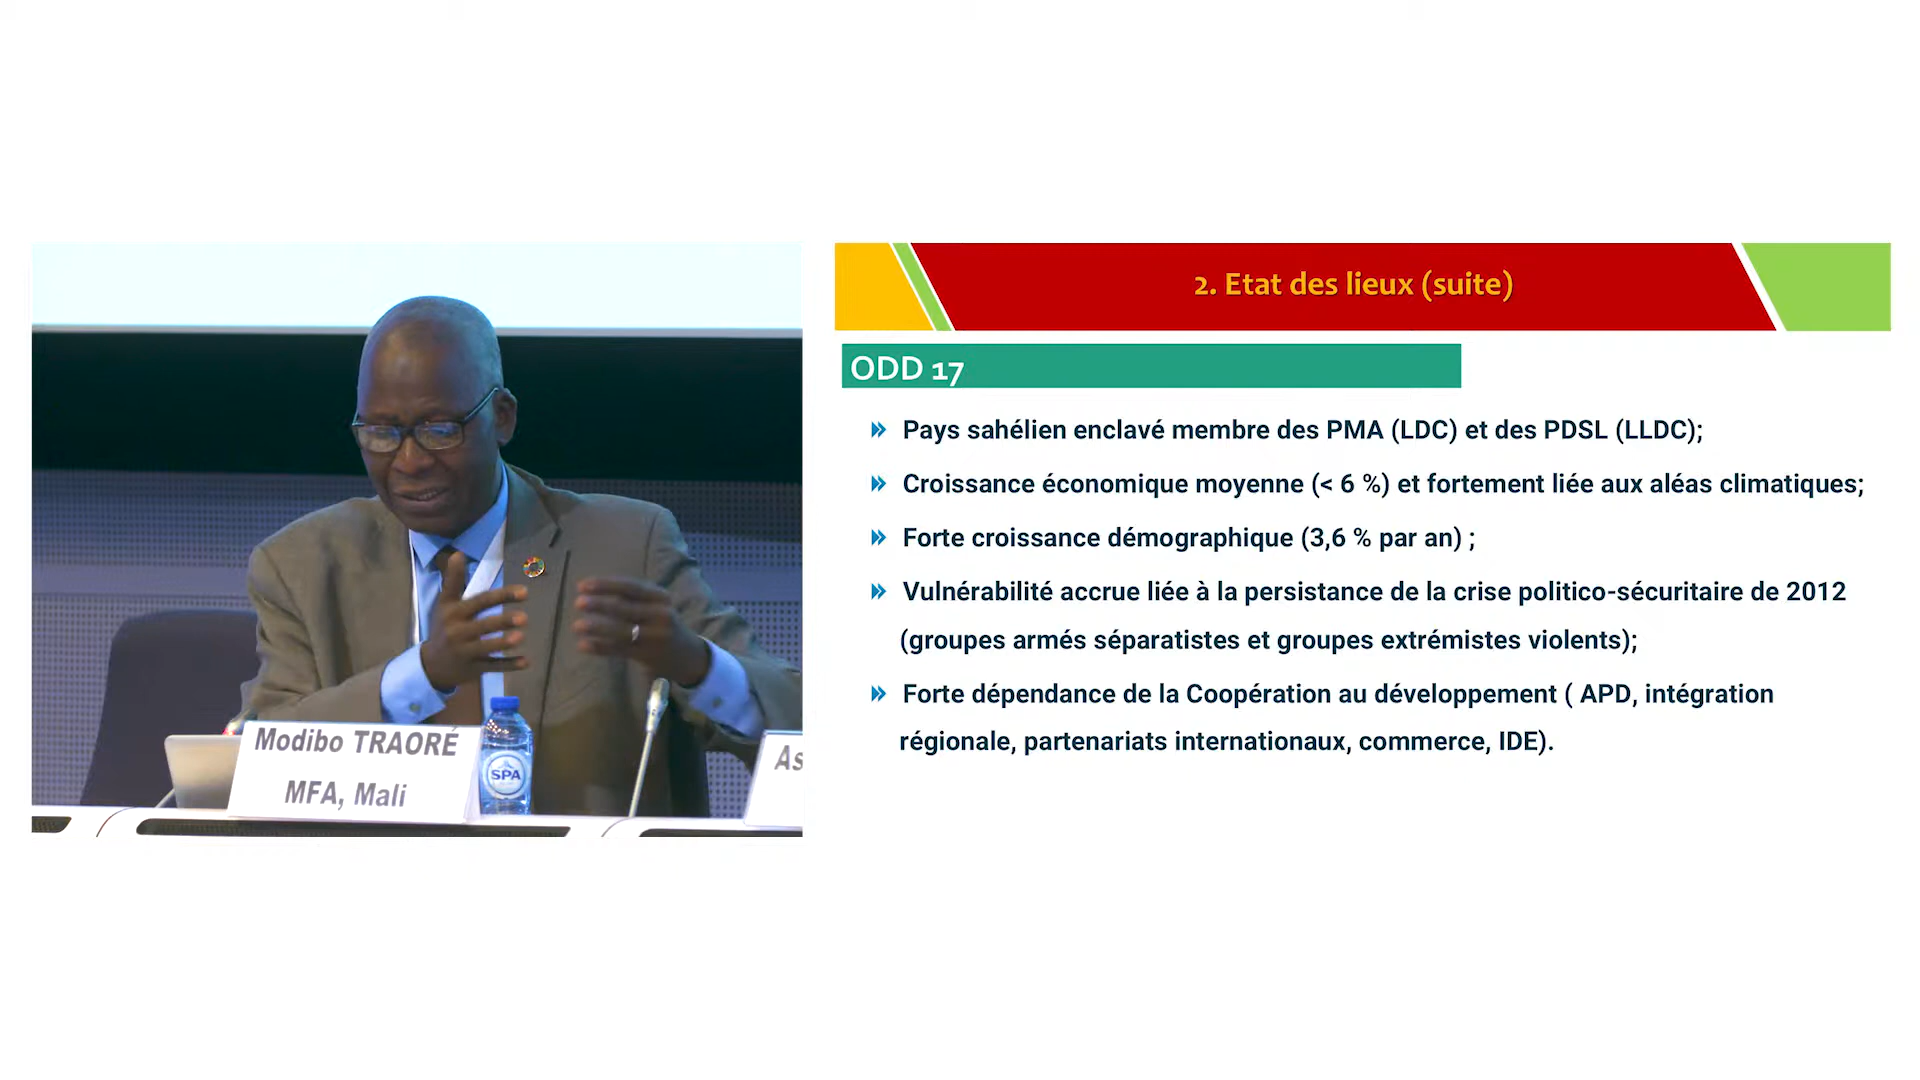 Modibo TRAORÉ
MFA, Mali
SPA
As
2. Etat des lieux (suite)
ODD 17
Pays sahélien enclavé membre des PMA (LDC) et des PDSL (LLDC);
Croissance économique moyenne (< 6 %) et fortement liée aux aléas climatiques;
Forte croissance démographique (3,6 % par an) ;
Vulnérabilité accrue liée à la persistance de la crise politico-sécuritaire de 2012
(groupes armés séparatistes et groupes extrémistes violents);
Forte dépendance de la Coopération au développement ( APD, intégration
régionale, partenariats internationaux, commerce, IDE).